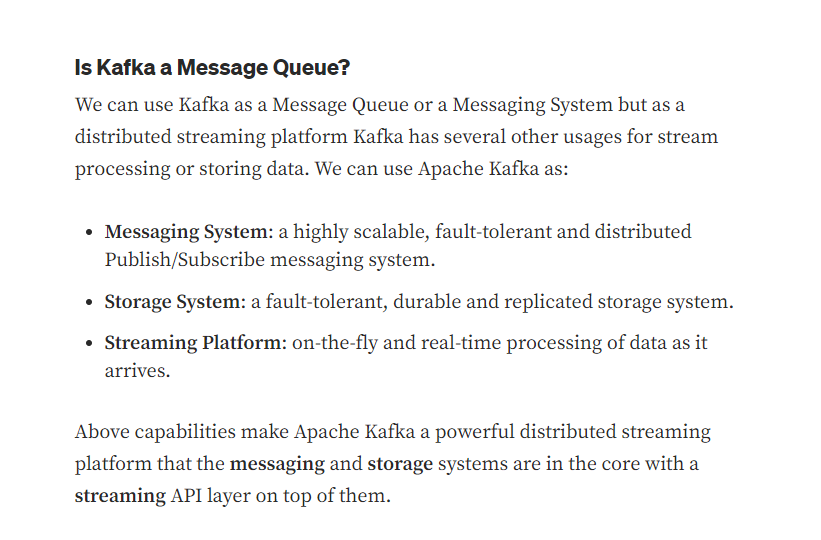 Is Kafka a Message Queue?
We can use Kafka as a Message Queue or a Messaging System but as a
distributed streaming platform Kafka has several other usages for stream
processing or storing data. We can use Apache Kafka as:
• Messaging System: a highly scalable, fault-tolerant and distributed
Publish/Subscribe messaging system.
• Storage System: a fault-tolerant, durable and replicated storage system.
• Streaming Platform: on-the-fly and real-time processing of data as it
arrives.
Above capabilities make Apache Kafka a powerful distributed streaming
platform that the messaging and storage systems are in the core with a
streaming API layer on top of them.